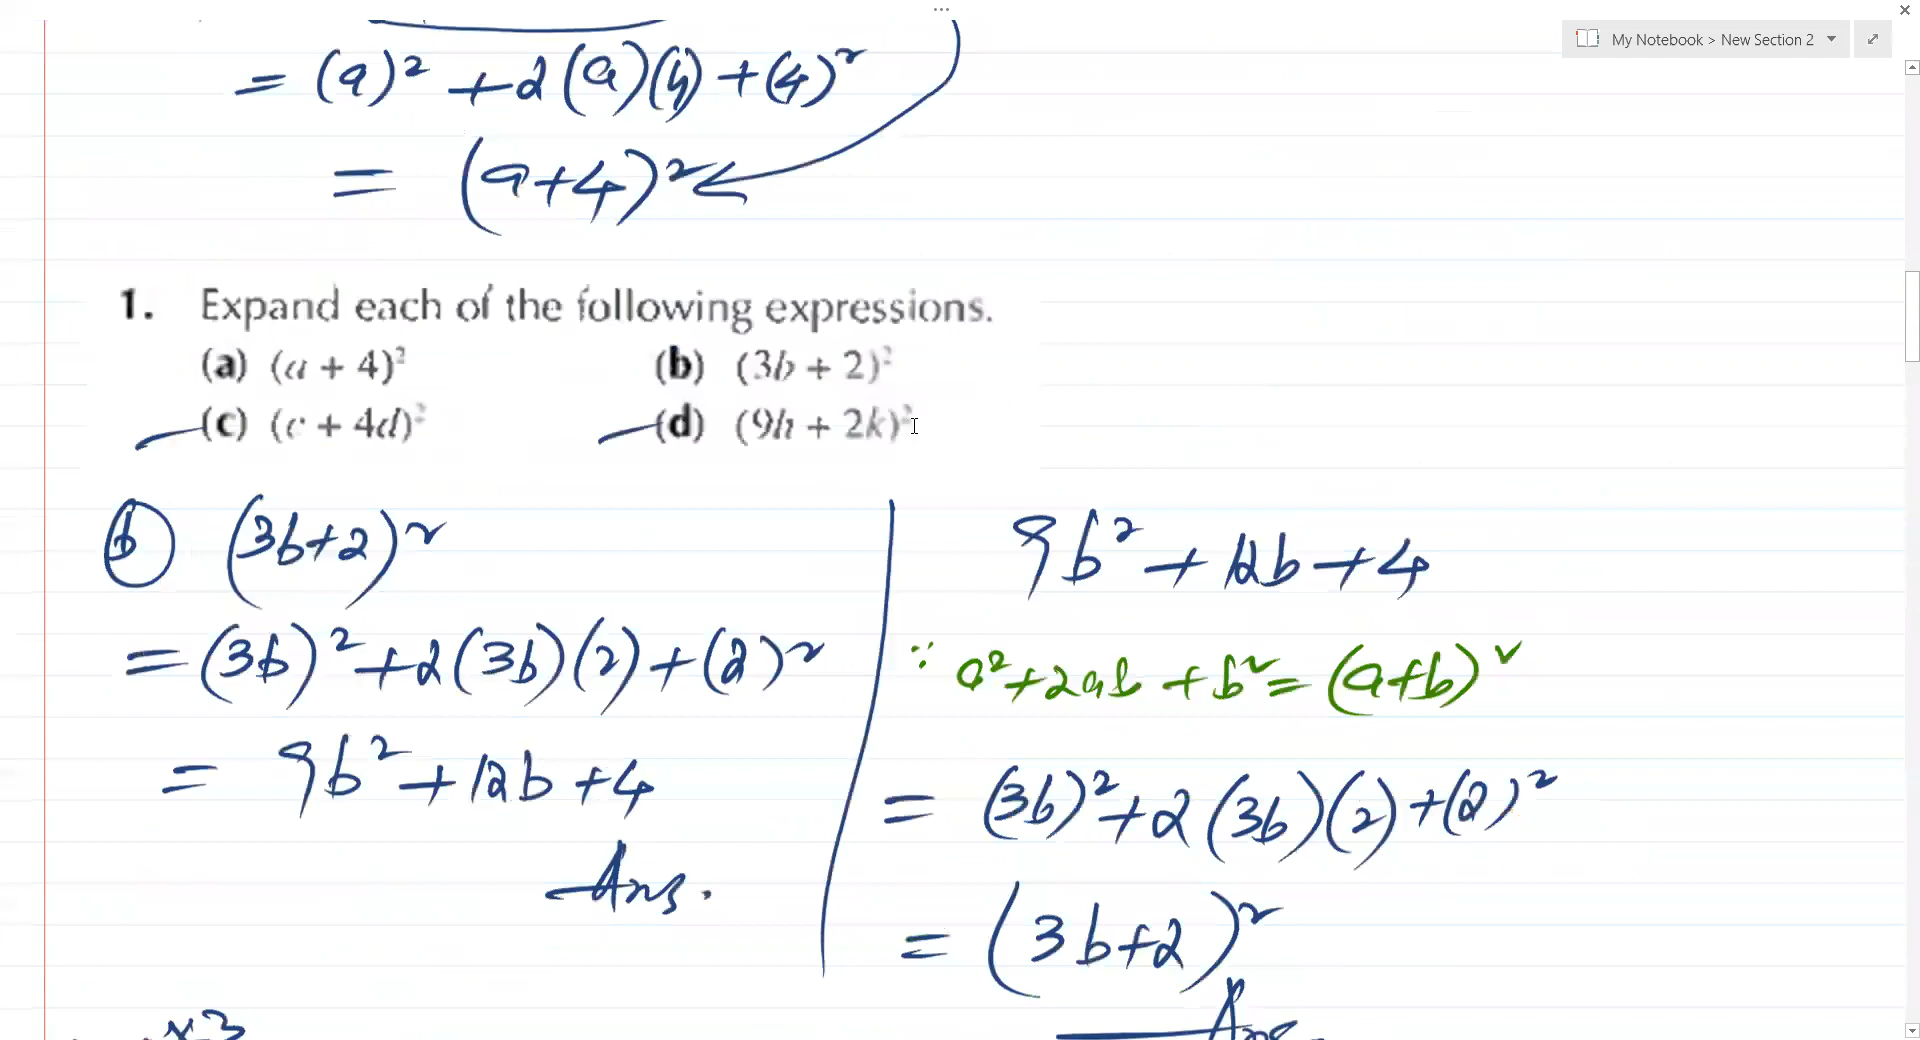 My Notebook > New Section 2
= (a)² + 2(a)(4) + (4)²
= (a+4)²
1. Expand each of the following expressions.
(a) (a + 4)² (b) (3b + 2)²
(c) (c + 4d)² (d) (9h + 2k)²
(b) (3b+2)²
= (3b)² + 2(3b)(2) + (2)²
= 9b² + 12b + 4
Ans.
9b² + 12b + 4
∵ a² + 2ab + b² = (a+b)²
= (3b)² + 2(3b)(2) + (2)²
= (3b+2)²
Ans.
×3